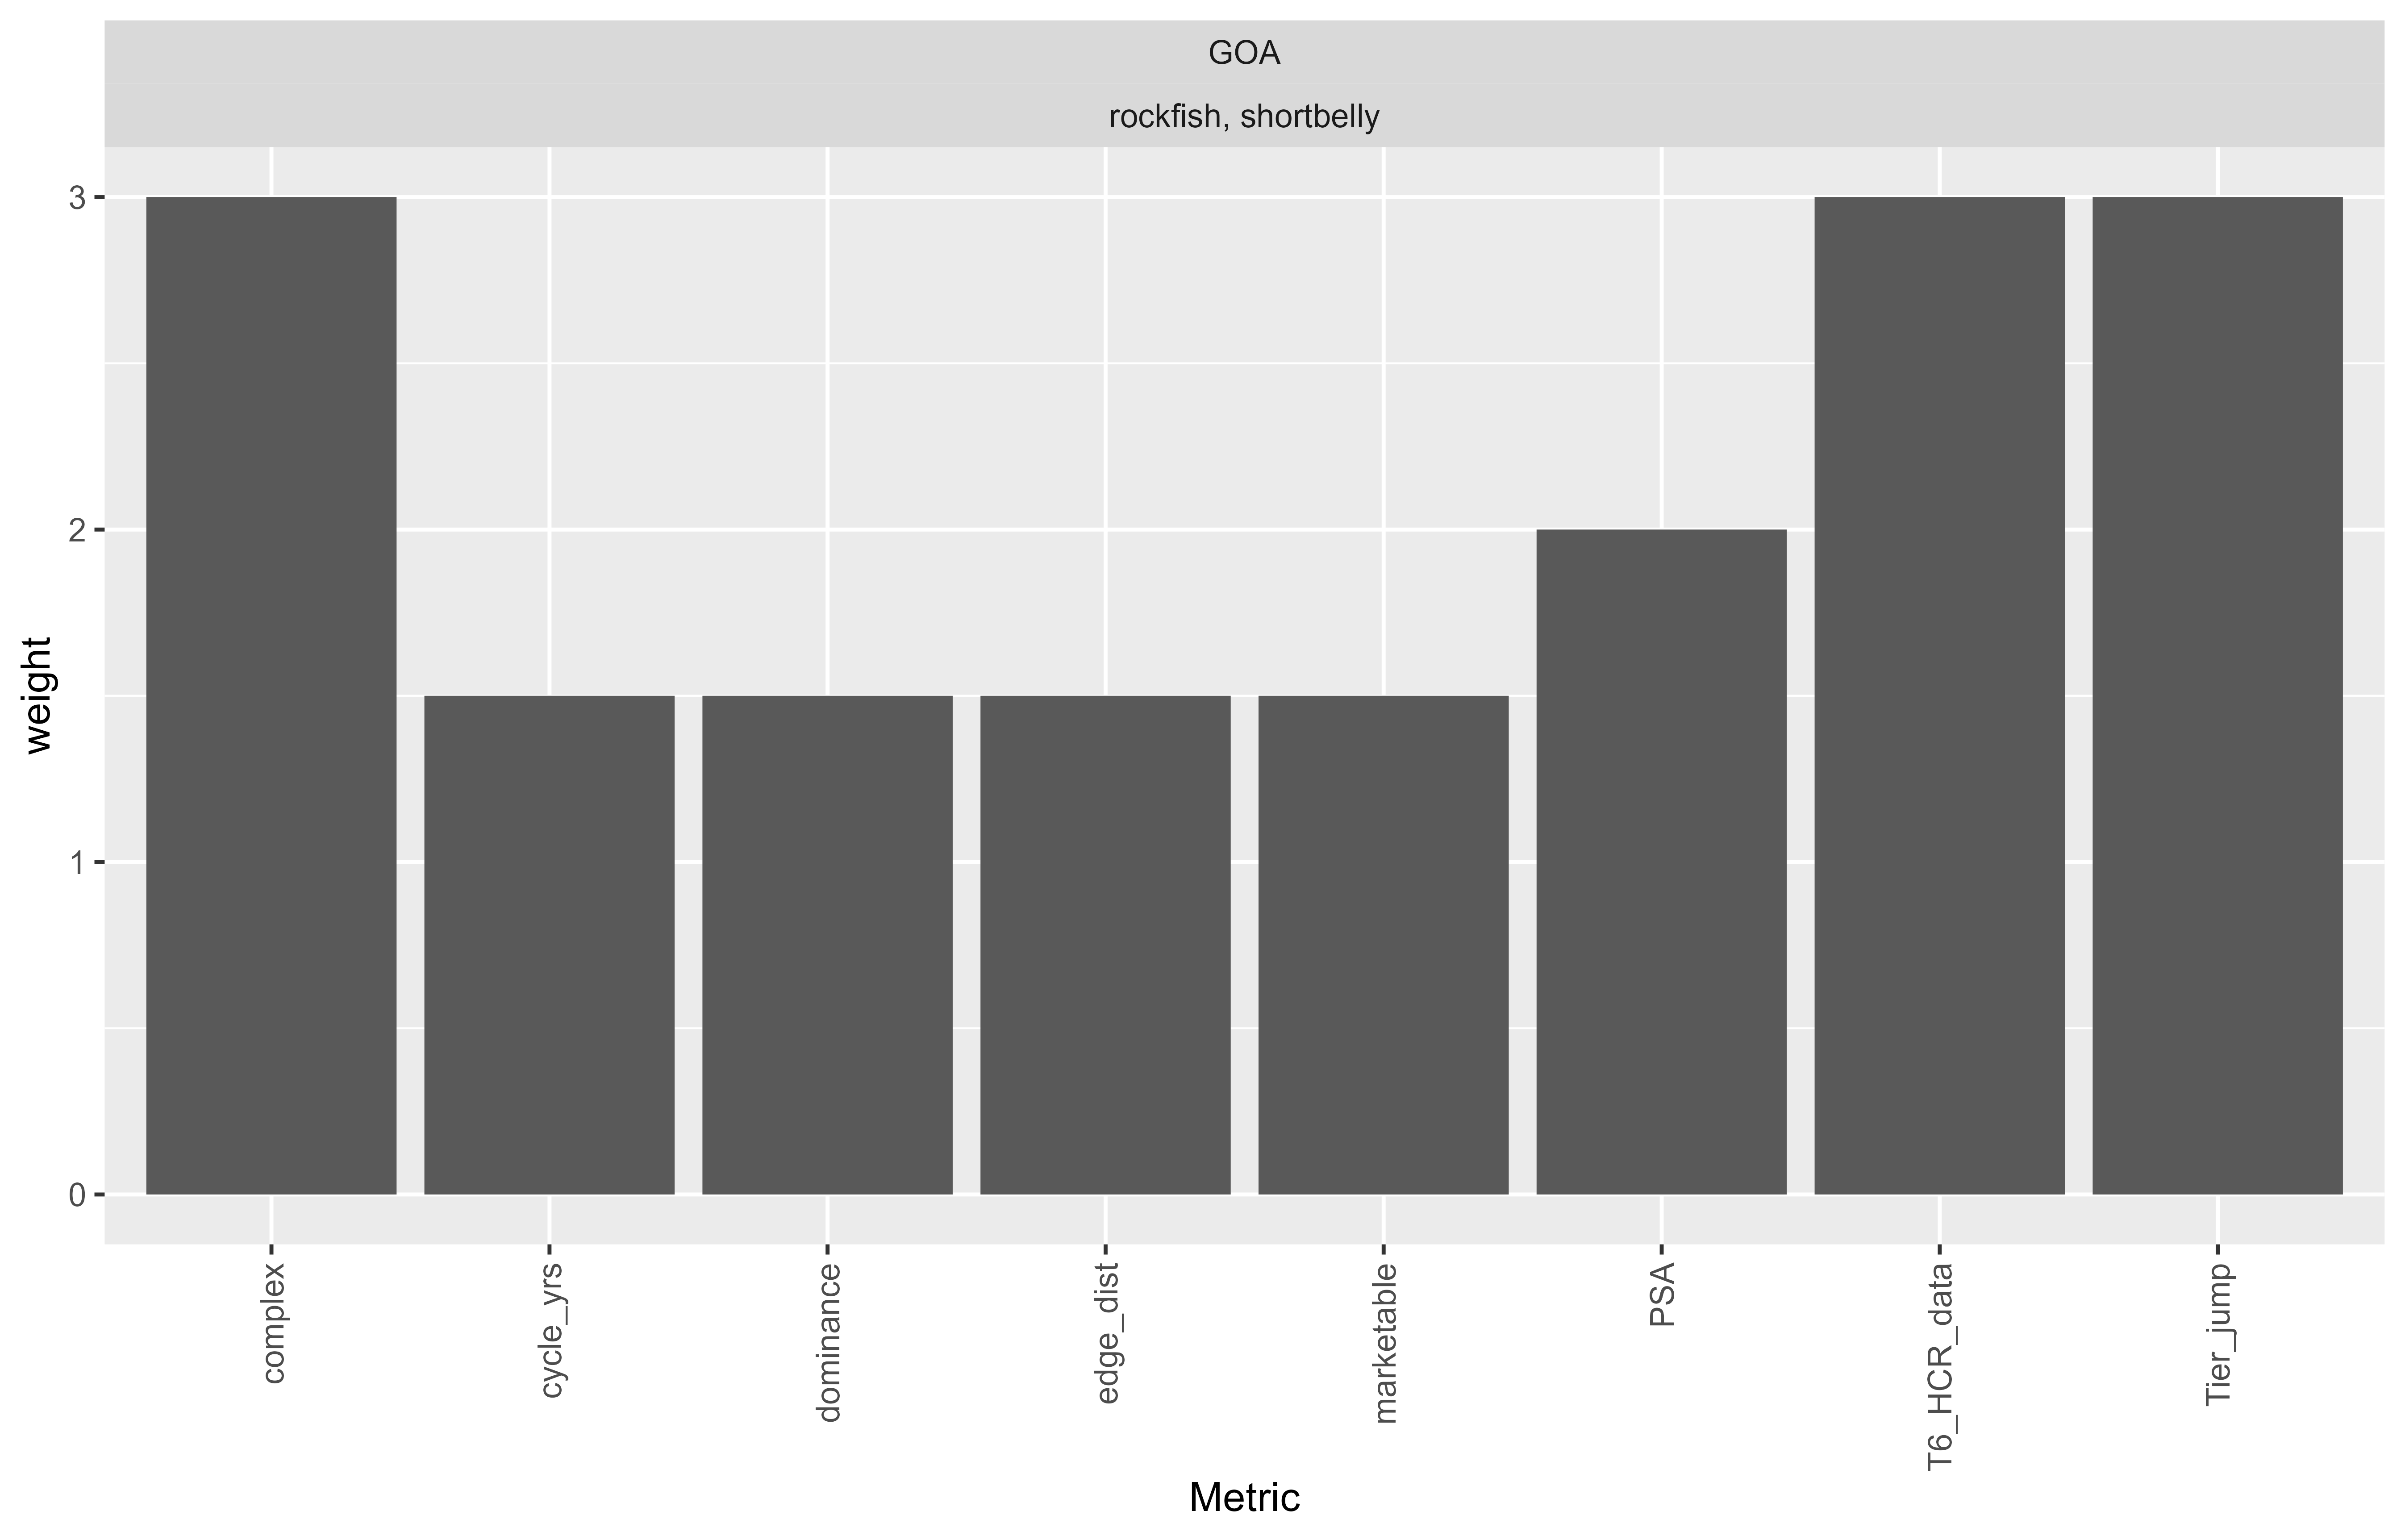 GOA
rockfish, shortbelly
3
2
1
0
weight
complex
cycle_yrs
dominance
edge_dist
marketable
PSA
T6_HCR_data
Tier_jump
Metric